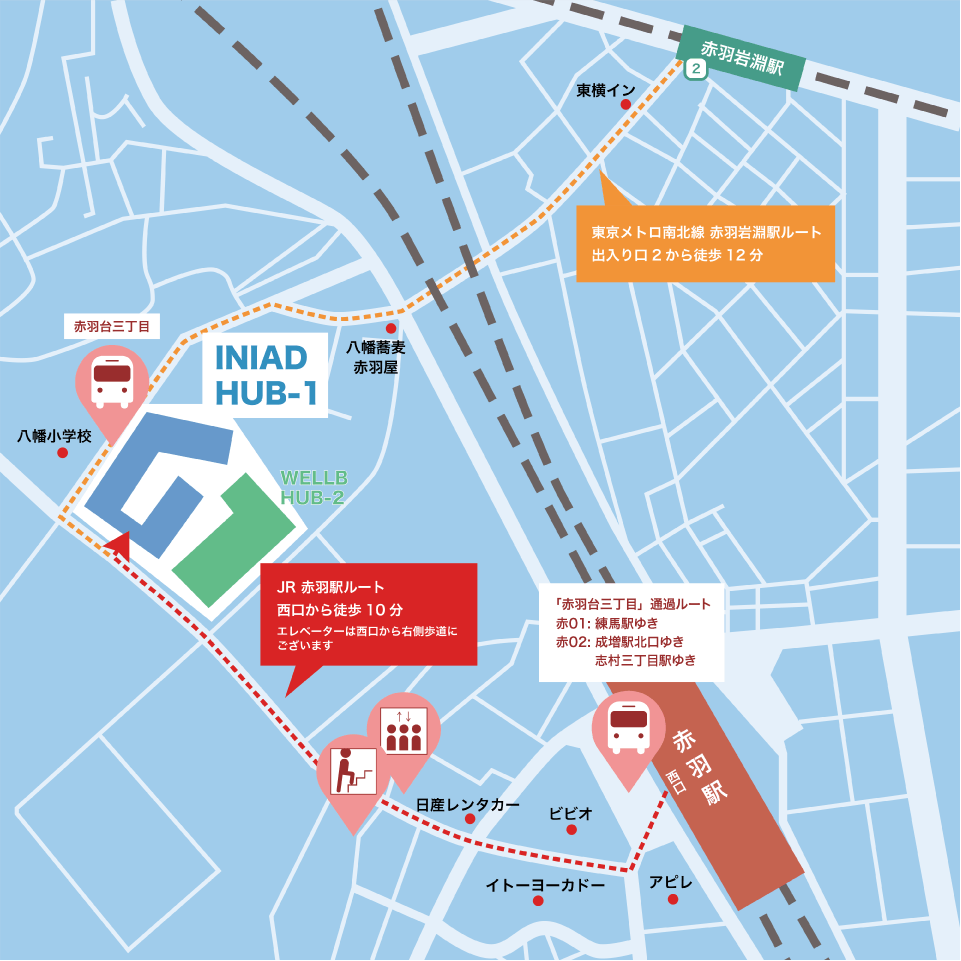 赤羽岩淵駅
2
東横イン
東京メトロ南北線 赤羽岩淵駅ルート
出入り口 2 から徒歩 12 分
赤羽台三丁目
八幡蕎麦
赤羽屋
INIAD
HUB-1
八幡小学校
WELLB
HUB-2
JR 赤羽駅ルート
西口から徒歩 10 分
エレベーターは西口から右側歩道に
ございます
「赤羽台三丁目」通過ルート
赤01: 練馬駅ゆき
赤02: 成増駅北口ゆき
志村三丁目駅ゆき
赤羽駅
西口
日産レンタカー
ビビオ
イトーヨーカドー
アピレ